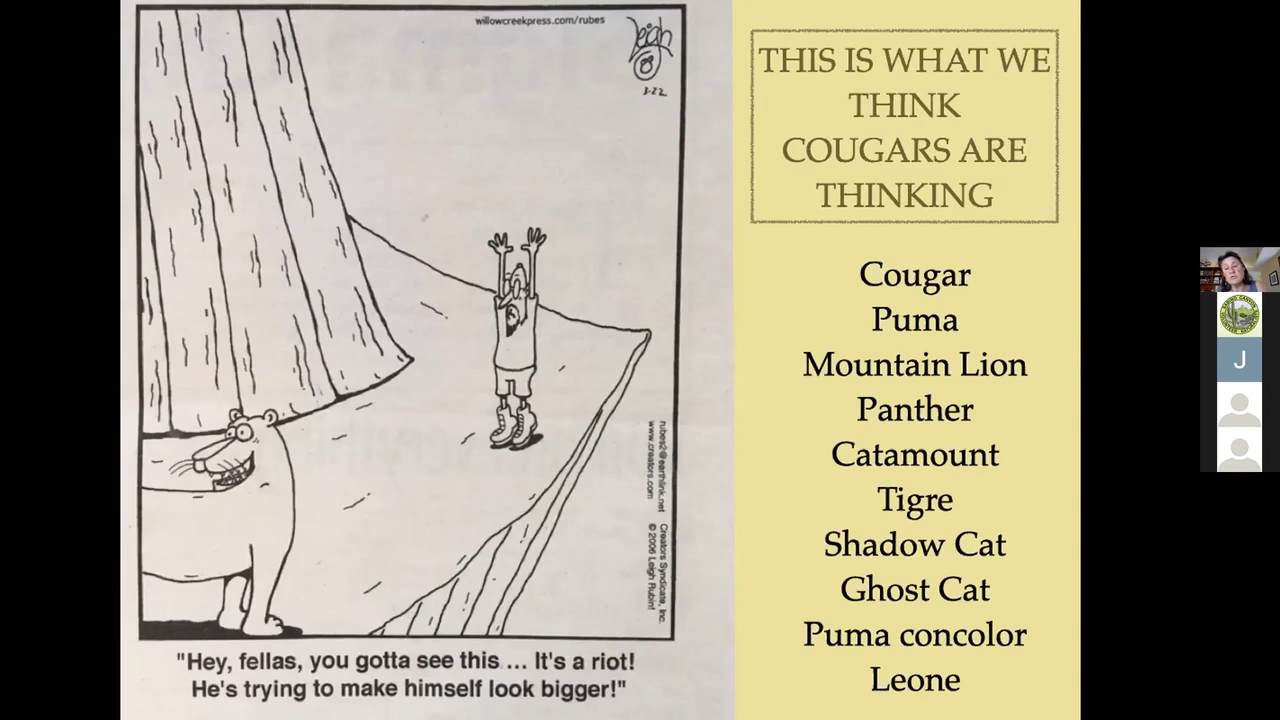 willowcreekpress.com/rubes
Leigh
3-22
rubes2@earthlink.net
www.creators.com
Creators Syndicate, Inc.
© 2006 Leigh Rubin!
"Hey, fellas, you gotta see this ... It's a riot!
He's trying to make himself look bigger!"
THIS IS WHAT WE
THINK
COUGARS ARE
THINKING
Cougar
Puma
Mountain Lion
Panther
Catamount
Tigre
Shadow Cat
Ghost Cat
Puma concolor
Leone
J